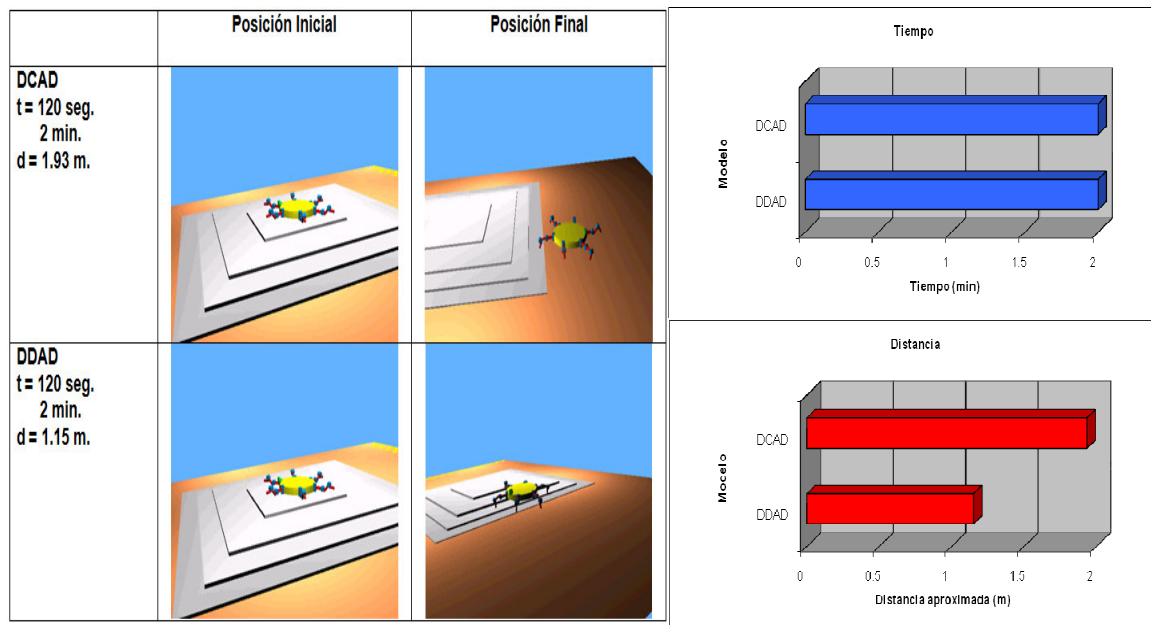 Posición Inicial
Posición Final
DCAD
t = 120 seg.
2 min.
d = 1.93 m.
DDAD
t = 120 seg.
2 min.
d = 1.15 m.
Tiempo
Modelo
DCAD
DDAD
0 0.5 1 1.5 2
Tiempo (min)
Distancia
Mocelo
DCAD
DDAD
0 0.5 1 1.5 2
Distancia aproximada (m)